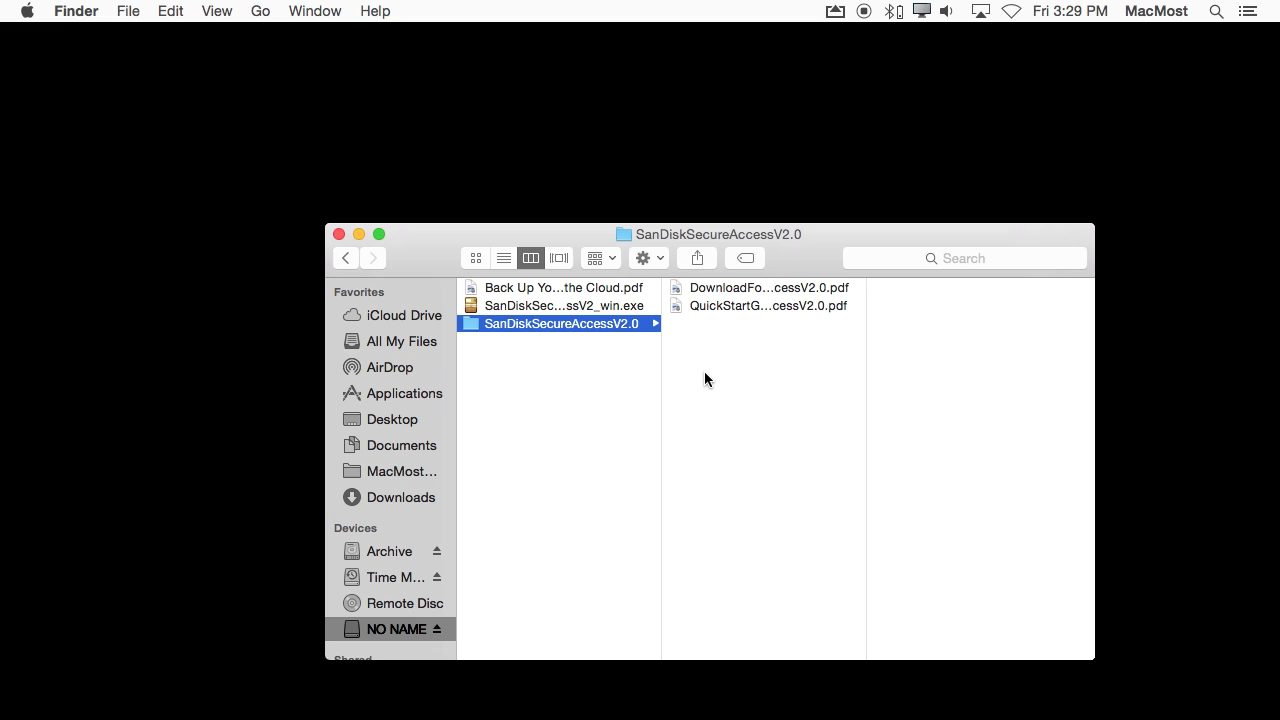 Finder File Edit View Go Window Help Fri 3:29 PM MacMost
SanDiskSecureAccessV2.0
Search
Favorites
iCloud Drive
All My Files
AirDrop
Applications
Desktop
Documents
MacMost...
Downloads
Devices
Archive
Time M...
Remote Disc
NO NAME
Shared
Back Up Yo...the Cloud.pdf
SanDiskSec...ssV2_win.exe
SanDiskSecureAccessV2.0
DownloadFo...cessV2.0.pdf
QuickStartG...cessV2.0.pdf